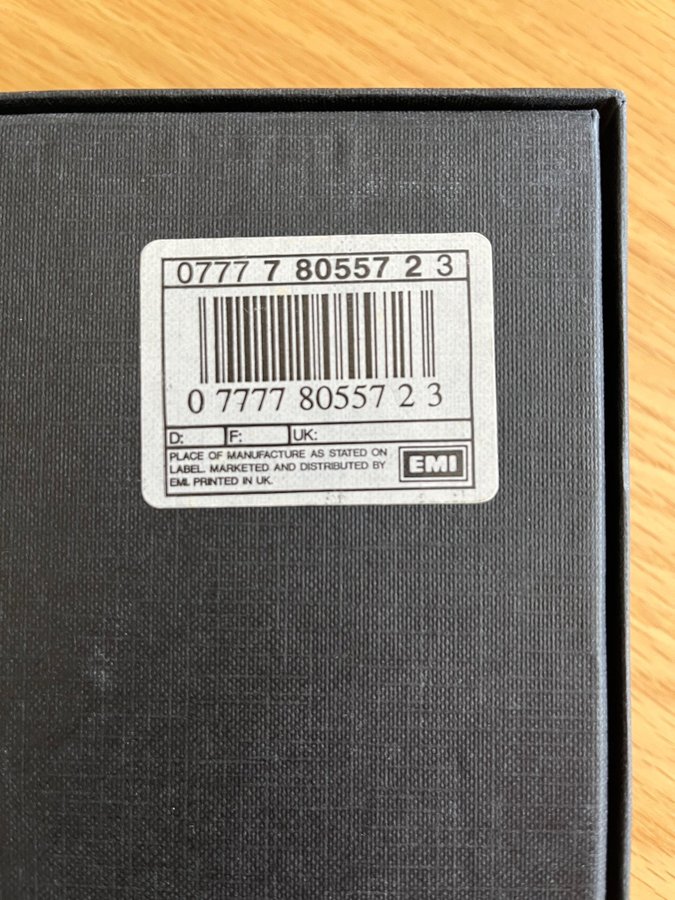 0777 7 80557 2 3
0 7777 80557 2 3
D: F: UK:
PLACE OF MANUFACTURE AS STATED ON
LABEL. MARKETED AND DISTRIBUTED BY
EMI. PRINTED IN UK.
EMI